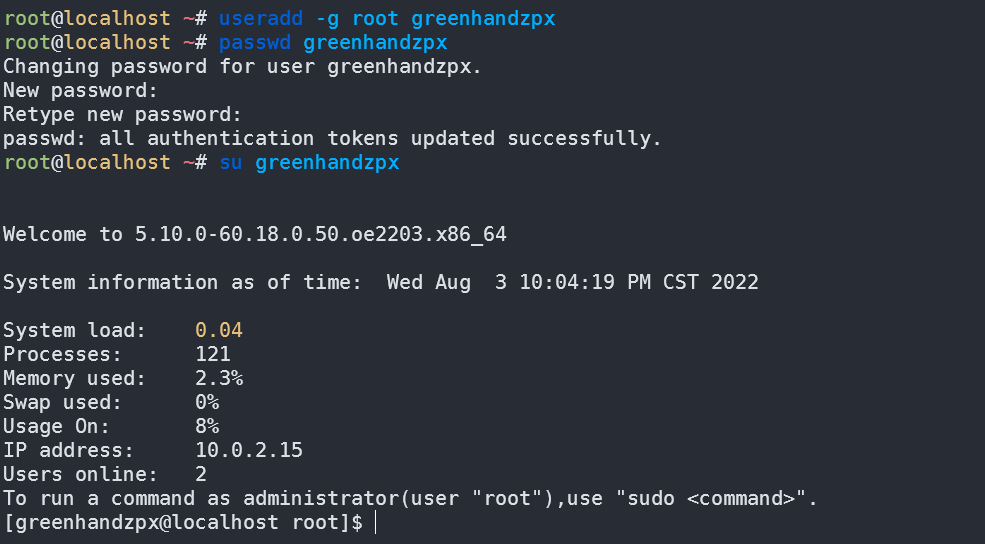 root@localhost ~# useradd -g root greenhandzpx
root@localhost ~# passwd greenhandzpx
Changing password for user greenhandzpx.
New password:
Retype new password:
passwd: all authentication tokens updated successfully.
root@localhost ~# su greenhandzpx
Welcome to 5.10.0-60.18.0.50.oe2203.x86_64
System information as of time:  Wed Aug  3 10:04:19 PM CST 2022
System load:    0.04
Processes:      121
Memory used:    2.3%
Swap used:      0%
Usage On:       8%
IP address:     10.0.2.15
Users online:   2
To run a command as administrator(user "root"),use "sudo <command>".
[greenhandzpx@localhost root]$